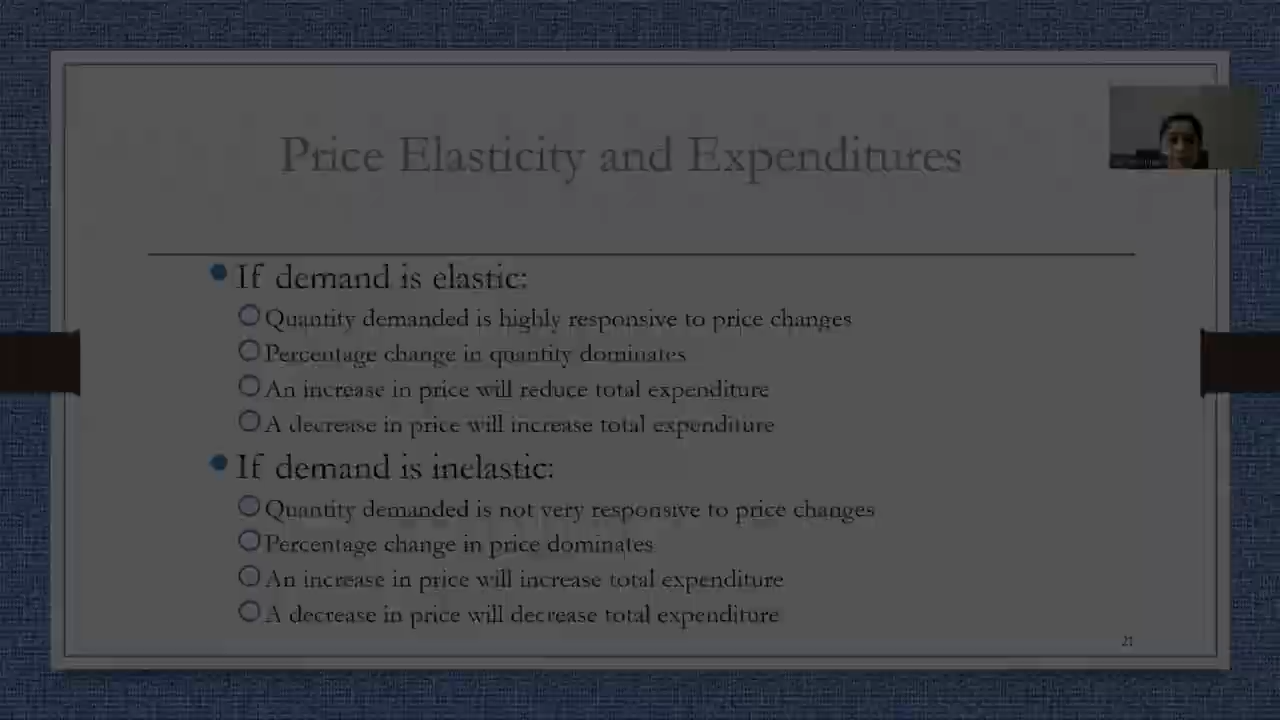 Price Elasticity and Expenditures
If demand is elastic:
Quantity demanded is highly responsive to price changes
Percentage change in quantity dominates
An increase in price will reduce total expenditure
A decrease in price will increase total expenditure
If demand is inelastic:
Quantity demanded is not very responsive to price changes
Percentage change in price dominates
An increase in price will increase total expenditure
A decrease in price will decrease total expenditure
21